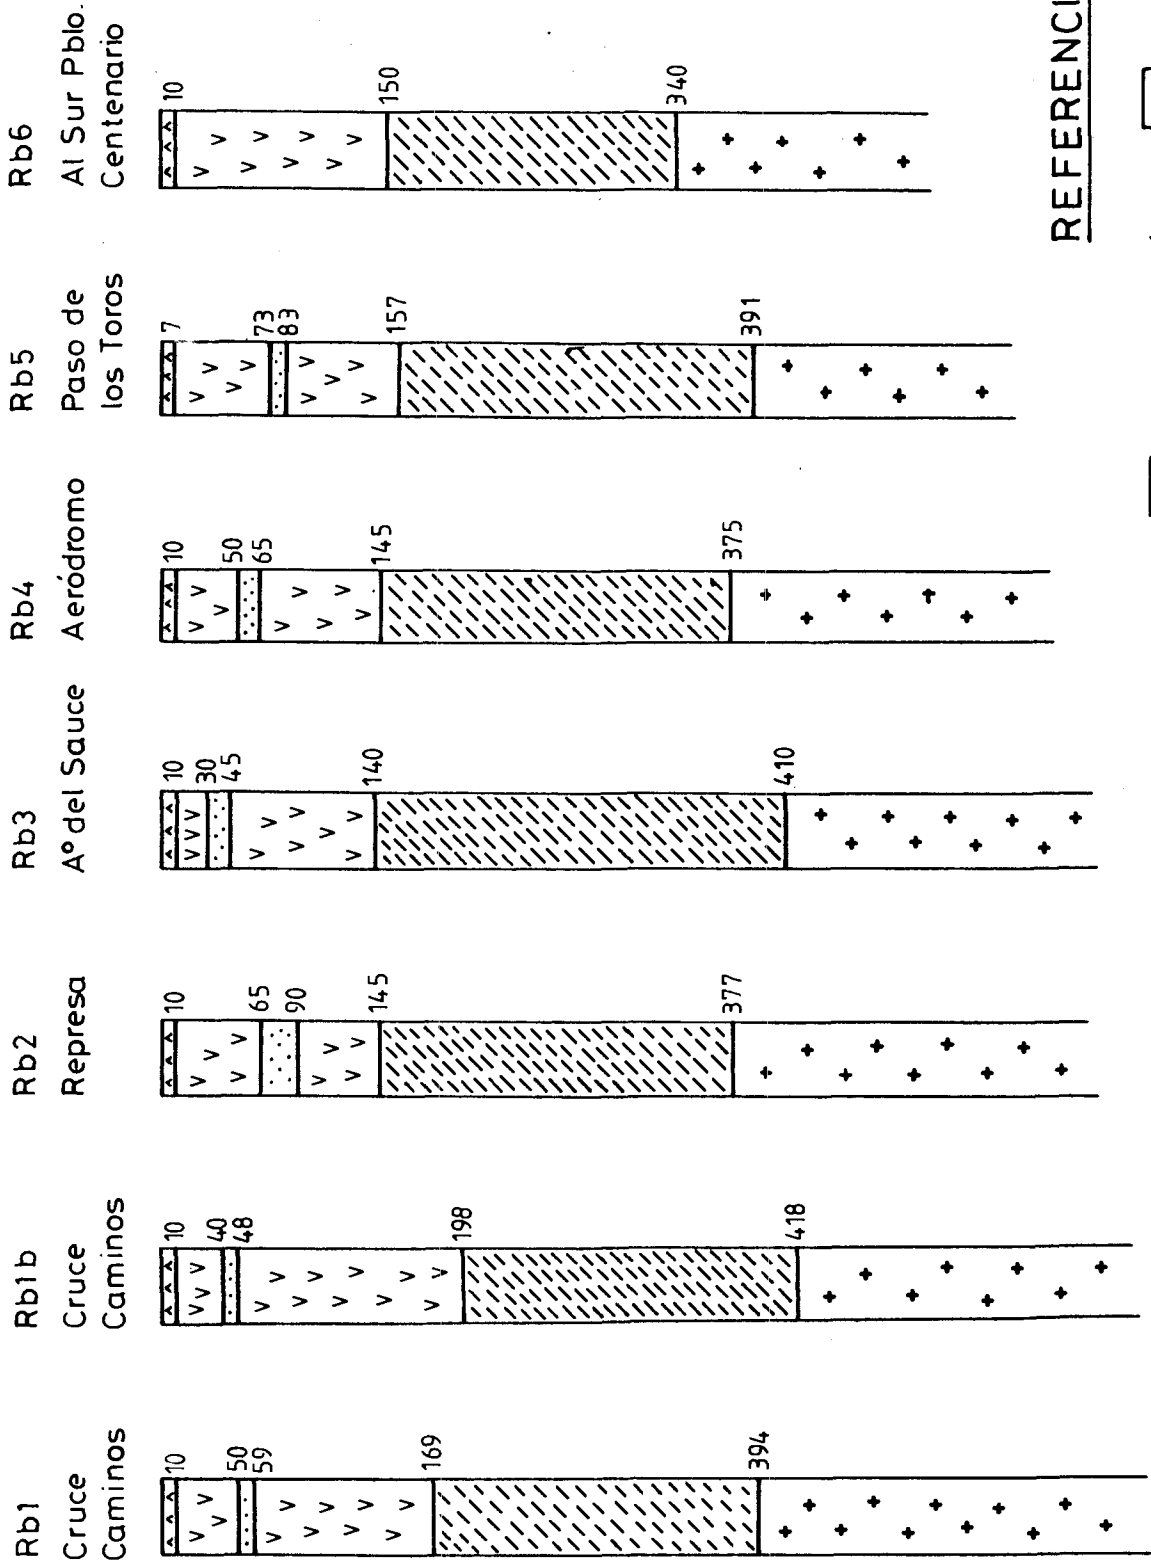 Rb1
Cruce
Caminos
10
50
59
169
394
Rb1b
Cruce
Caminos
10
40
48
198
418
Rb2
Represa
10
65
90
145
377
Rb3
Aº del Sauce
10
30
45
140
410
Rb4
Aeródromo
10
50
65
145
375
Rb5
Paso de
los Toros
7
73
83
157
391
Rb6
Al Sur Pblo.
Centenario
10
150
340
REFERENCI